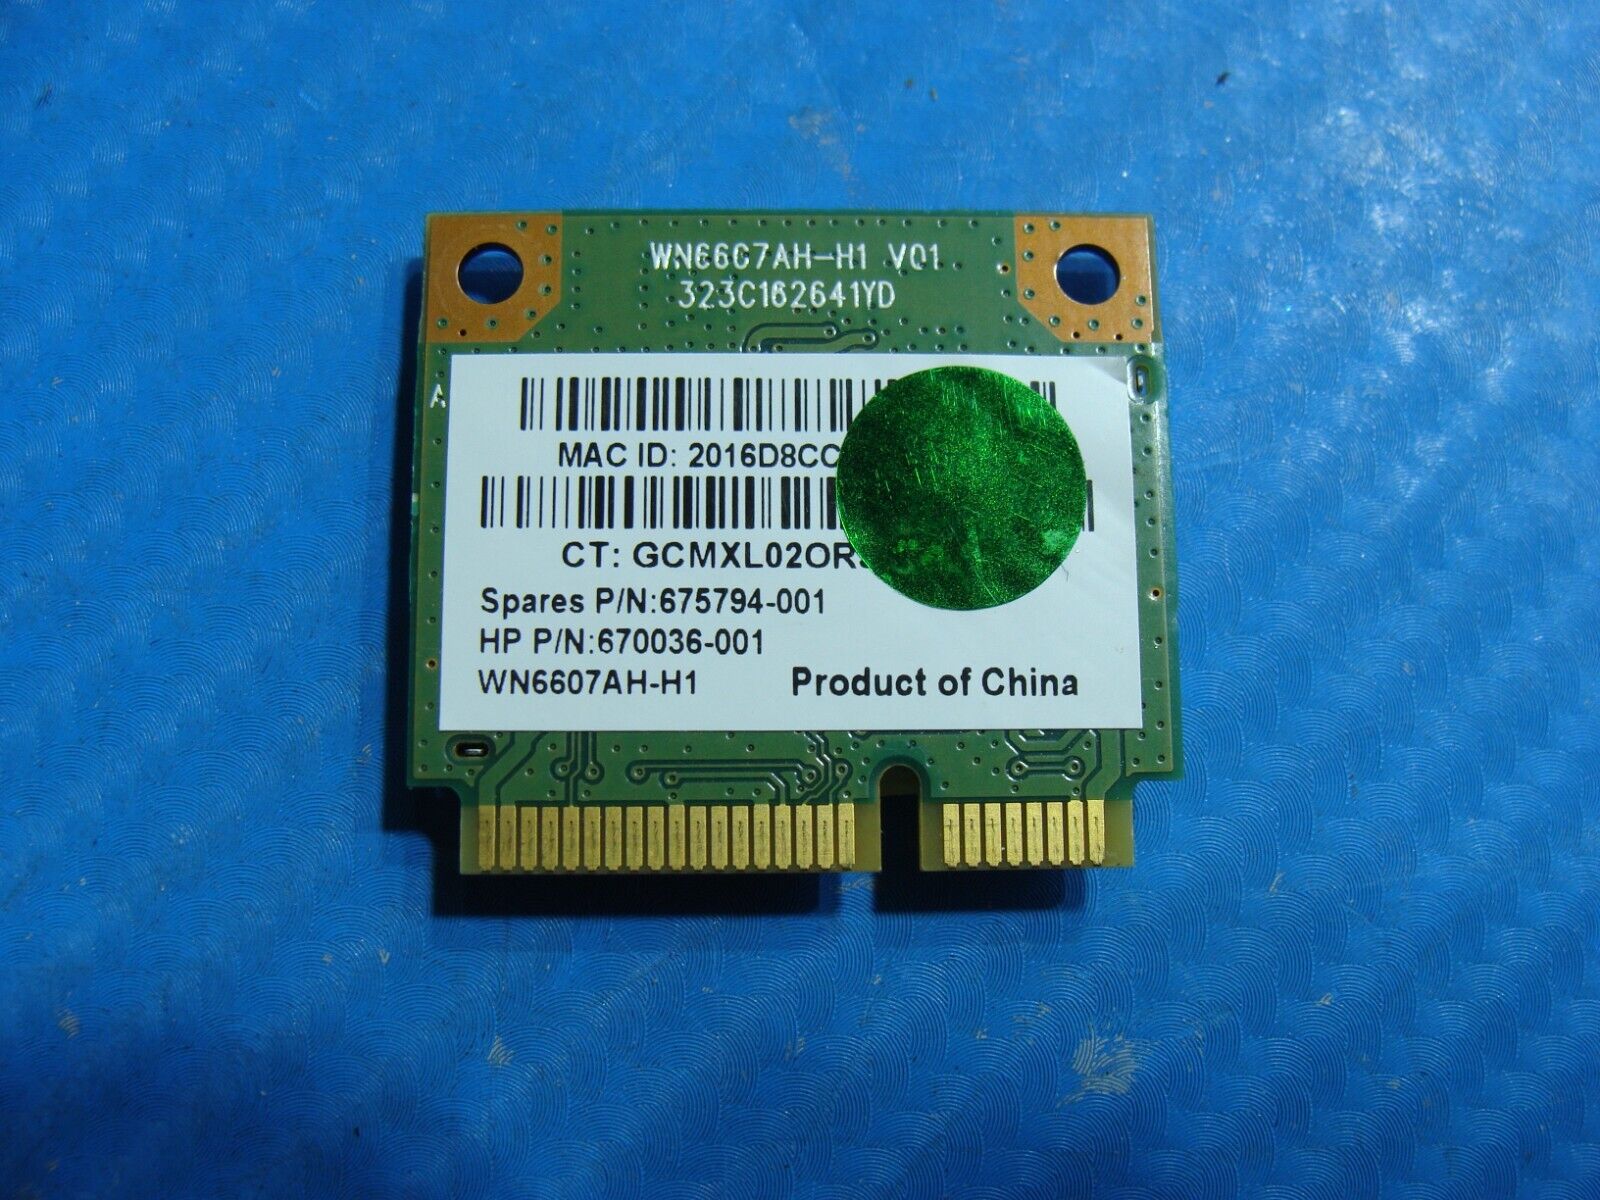 WN6607AH-H1 V01
323C162641YD
A
MAC ID: 2016D8CC
CT: GCMXL02OR
Spares P/N:675794-001
HP P/N:670036-001
WN6607AH-H1
Product of China